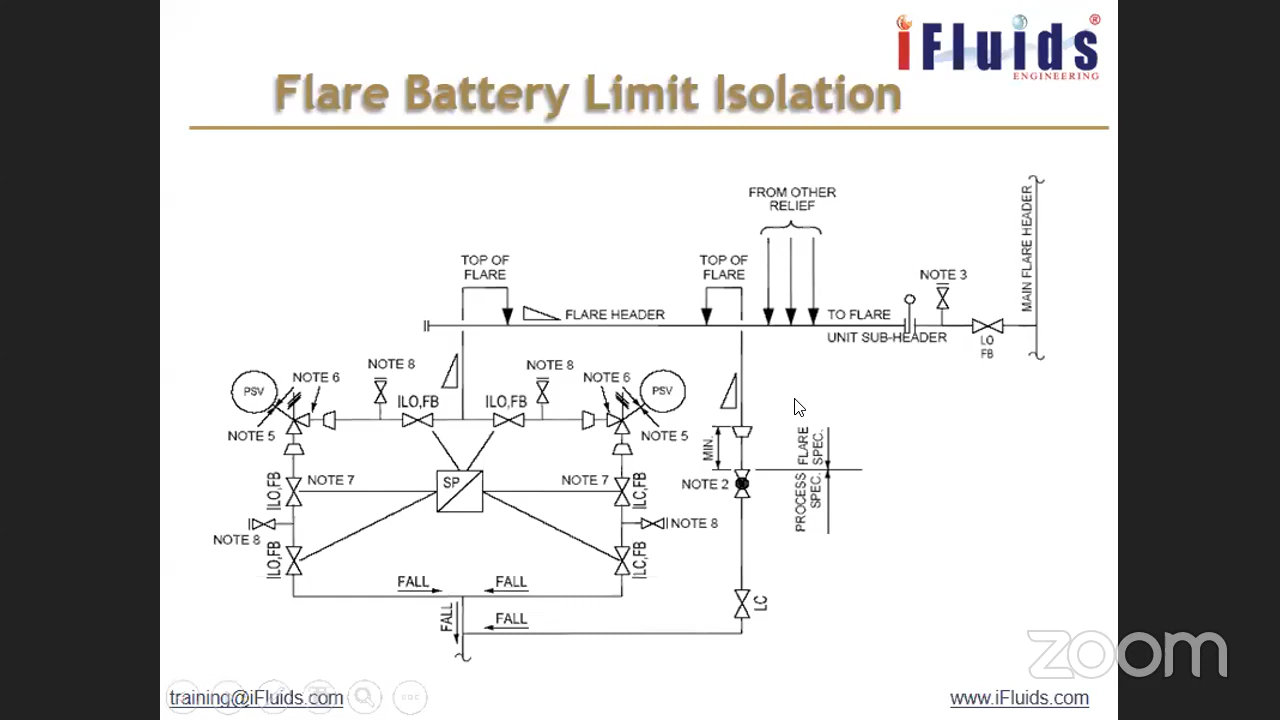 iFluids®
ENGINEERING
Flare Battery Limit Isolation
FROM OTHER
RELIEF
MAIN FLARE HEADER
TOP OF
FLARE
TOP OF
FLARE
NOTE 3
FLARE HEADER
TO FLARE
UNIT SUB-HEADER
LO
FB
NOTE 8
NOTE 8
PSV
NOTE 6
NOTE 6
PSV
ILO,FB
ILO,FB
NOTE 5
NOTE 5
MIN.
FLARE
SPEC.
PROCESS
SPEC.
ILO,FB
NOTE 7
SP
NOTE 7
ILC,FB
NOTE 2
NOTE 8
NOTE 8
ILO,FB
ILC,FB
FALL
FALL
FALL
FALL
LC
zoom
training@iFluids.com
www.iFluids.com